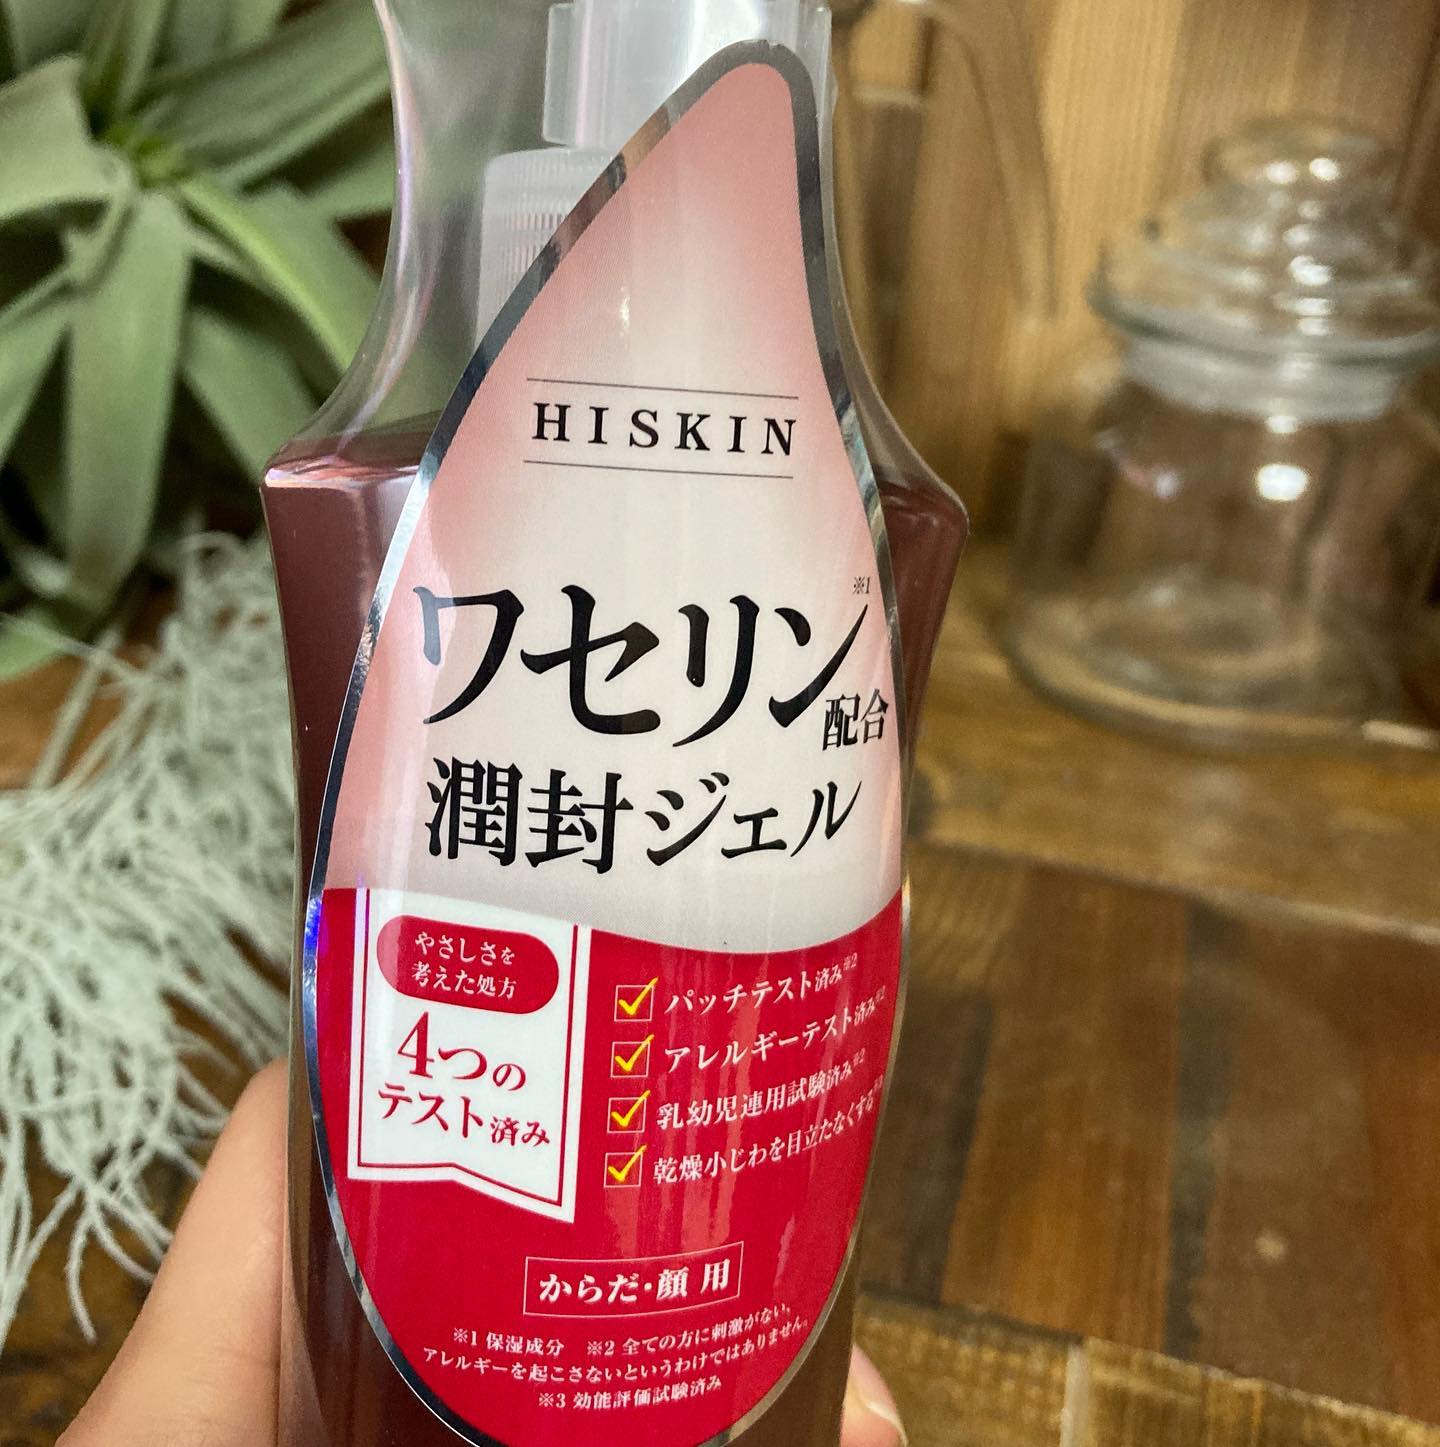 HISKIN
ワセリン※1
配合
潤封ジェル
やさしさを
考えた処方
4つの
テスト済み
パッチテスト済み※2
アレルギーテスト済み※2
乳幼児連用試験済み※2
乾燥小じわを目立たなくする
からだ・顔 用
※1 保湿成分 ※2 全ての方に刺激がない、
アレルギーを起こさないというわけではありません。
※3 効能評価試験済み